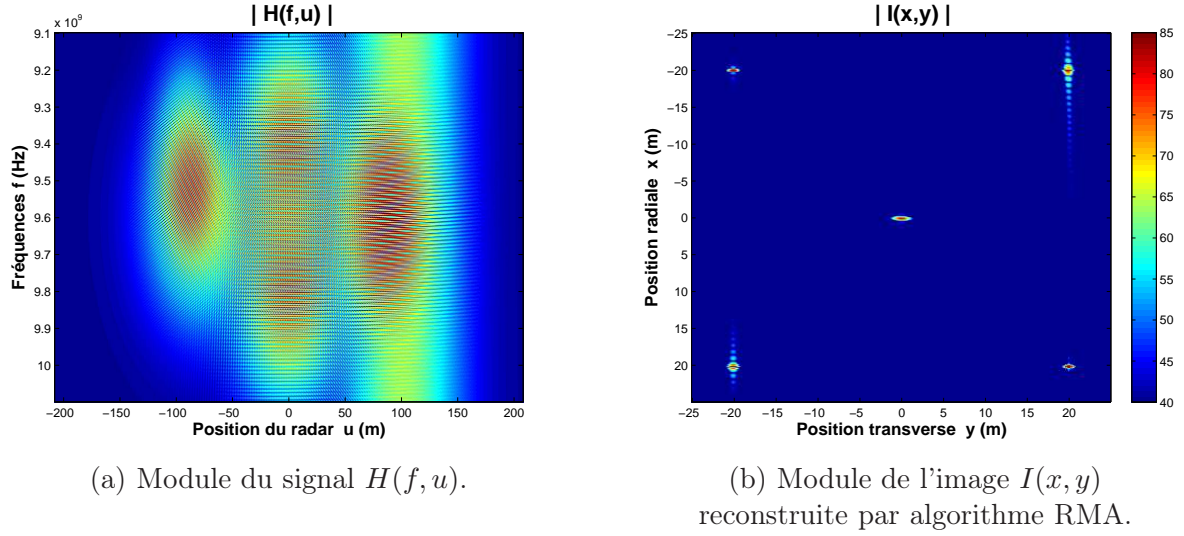 | H(f,u) |
x 10⁹
9.1
9.2
9.3
9.4
9.5
9.6
9.7
9.8
9.9
10
Fréquences f (Hz)
−200 −150 −100 −50 0 50 100 150 200
Position du radar u (m)
(a) Module du signal H(f, u).
| I(x,y) |
−25
−20
−15
−10
−5
0
5
10
15
20
Position radiale x (m)
−25 −20 −15 −10 −5 0 5 10 15 20
Position transverse y (m)
85
80
75
70
65
60
55
50
45
40
(b) Module de l'image I(x, y)
reconstruite par algorithme RMA.